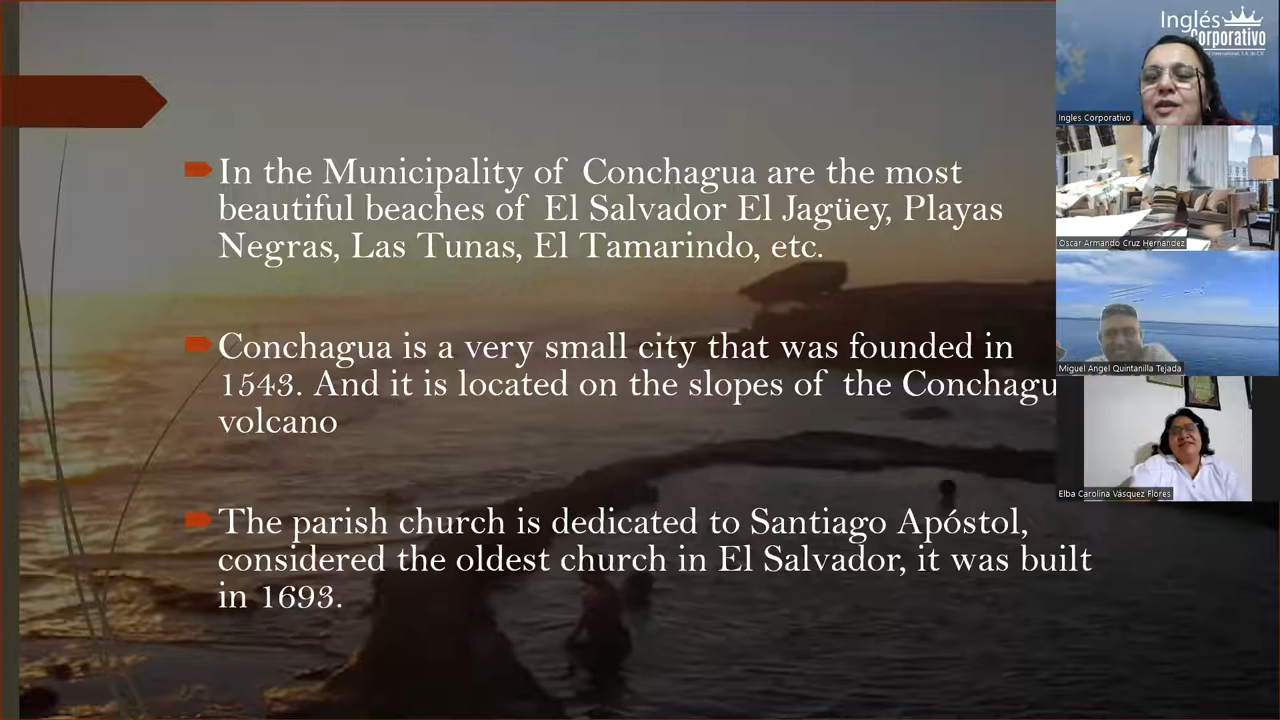 In the Municipality of Conchagua are the most
beautiful beaches of El Salvador El Jagüey, Playas
Negras, Las Tunas, El Tamarindo, etc.
Conchagua is a very small city that was founded in
1543. And it is located on the slopes of the Conchagu
volcano
The parish church is dedicated to Santiago Apóstol,
considered the oldest church in El Salvador, it was built
in 1693.
Inglés
Corporativo
Ingles Corporativo
Oscar Armando Cruz Hernandez
Miguel Angel Quintanilla Tejada
Elba Carolina Vásquez Flores